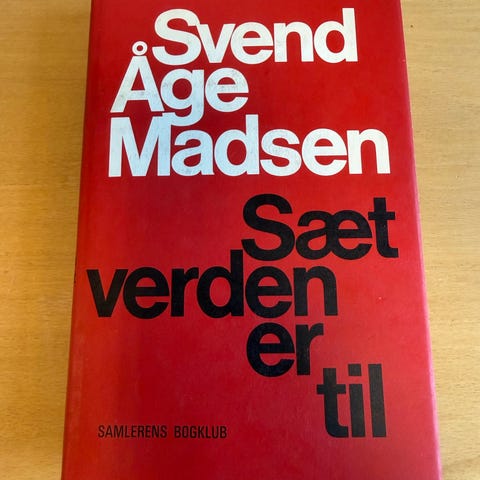 Svend
Åge
Madsen
Sæt
verden
er
til
SAMLERENS BOGKLUB